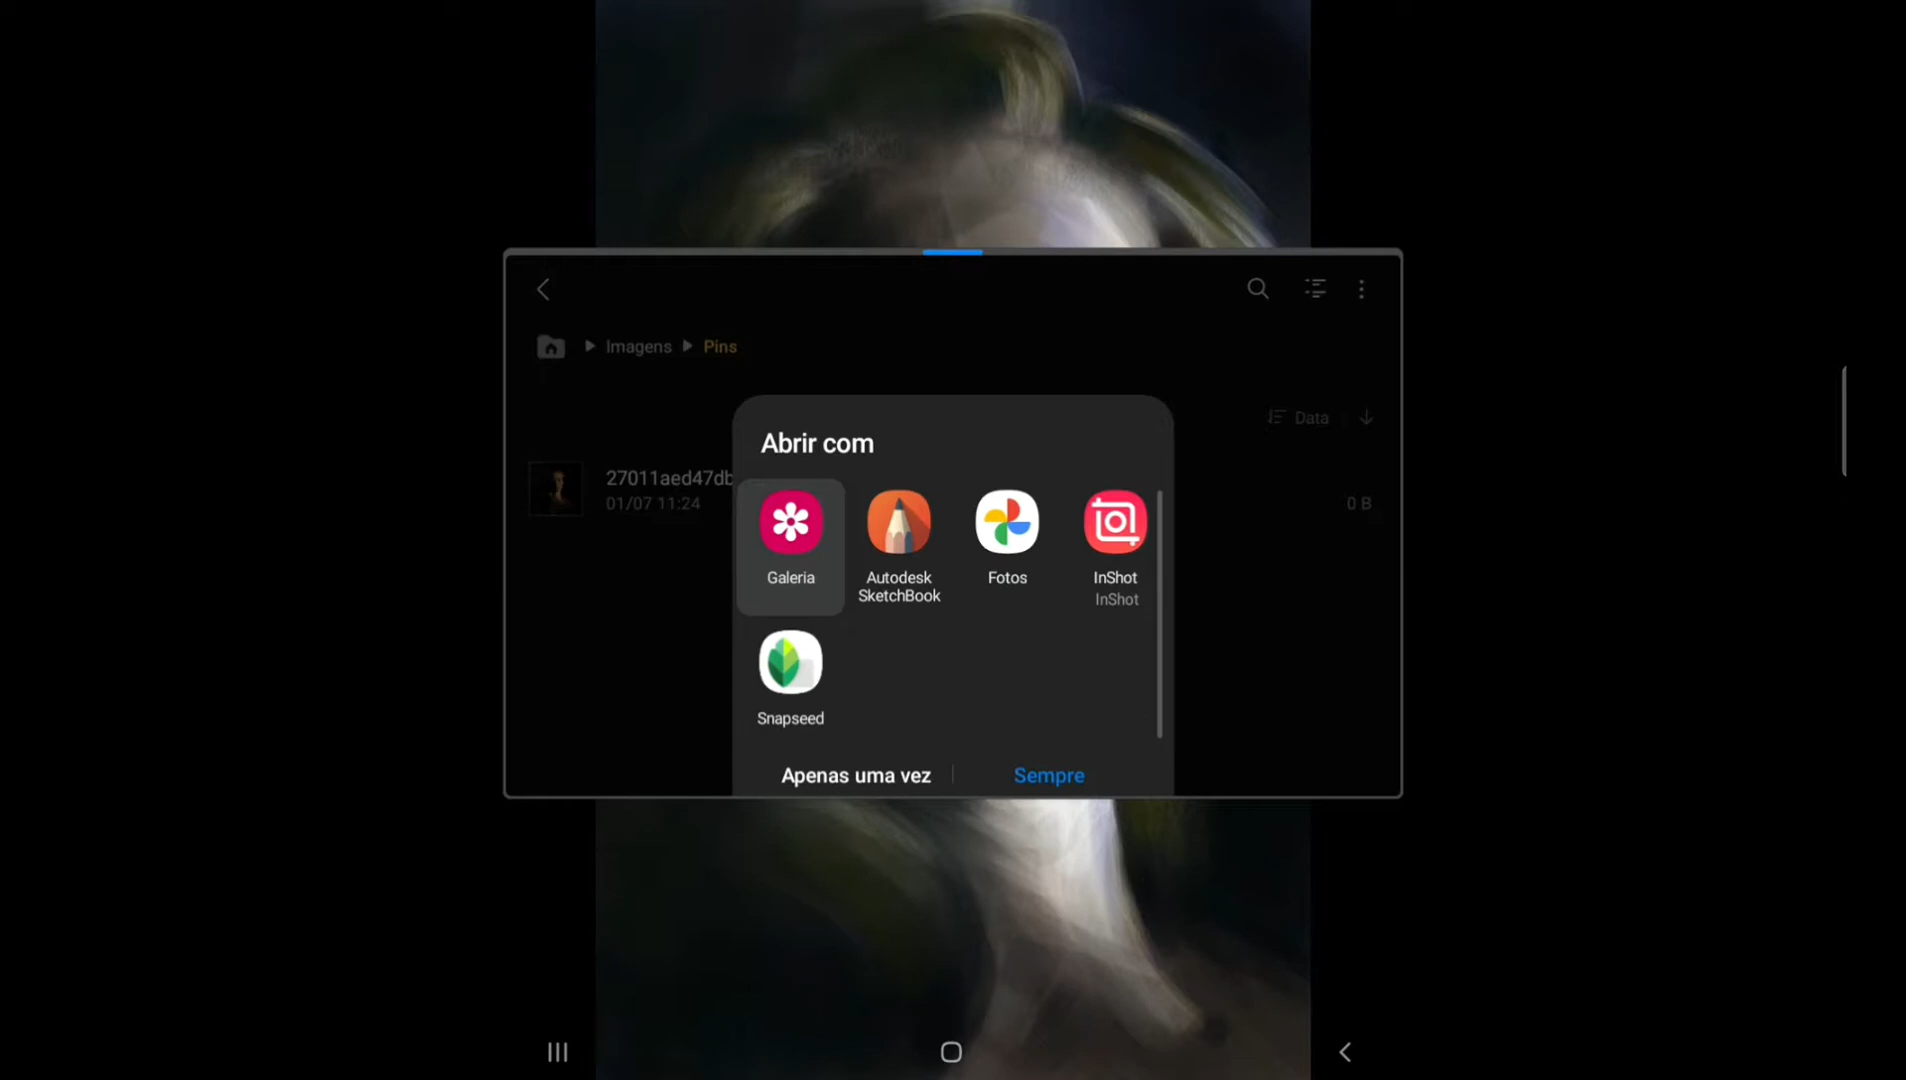 Imagens
Pins
Data
Abrir com
27011aed47db
01/07 11:24
0 B
Galeria
Autodesk
SketchBook
Fotos
InShot
InShot
Snapseed
Apenas uma vez
Sempre